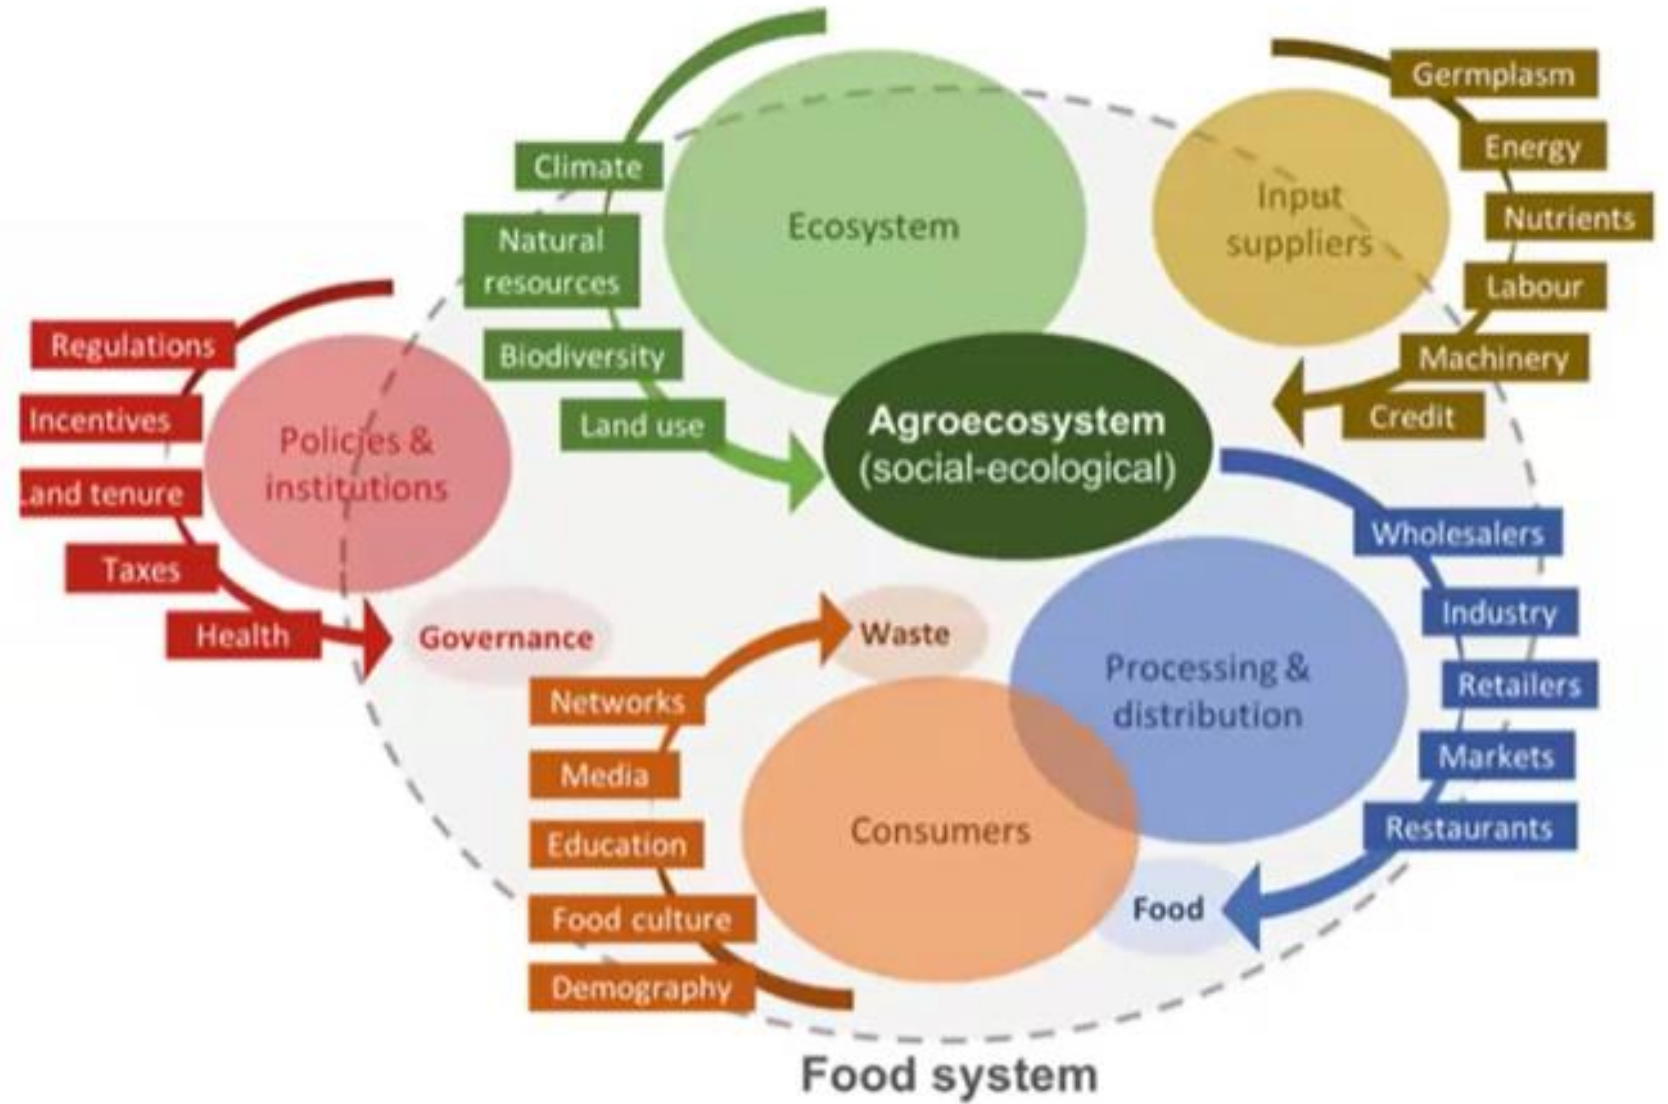 Climate
Natural
resources
Biodiversity
Land use
Ecosystem
Input
suppliers
Germplasm
Energy
Nutrients
Labour
Machinery
Credit
Regulations
Incentives
and tenure
Taxes
Health
Policies &
institutions
Governance
Agroecosystem
(social-ecological)
Wholesalers
Industry
Retailers
Markets
Restaurants
Processing &
distribution
Waste
Networks
Media
Education
Food culture
Demography
Consumers
Food
Food system